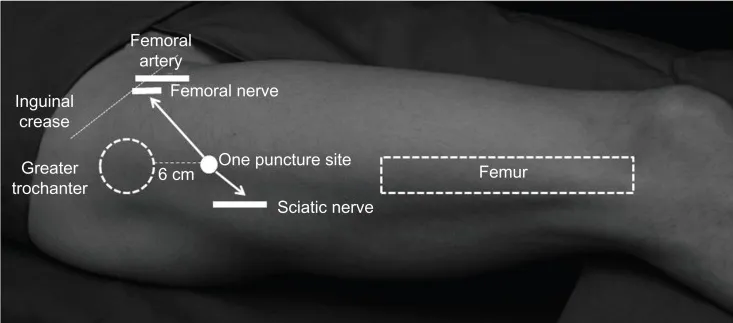 Femoral
artery
Femoral nerve
Inguinal
crease
Greater
trochanter
6 cm
One puncture site
Femur
Sciatic nerve